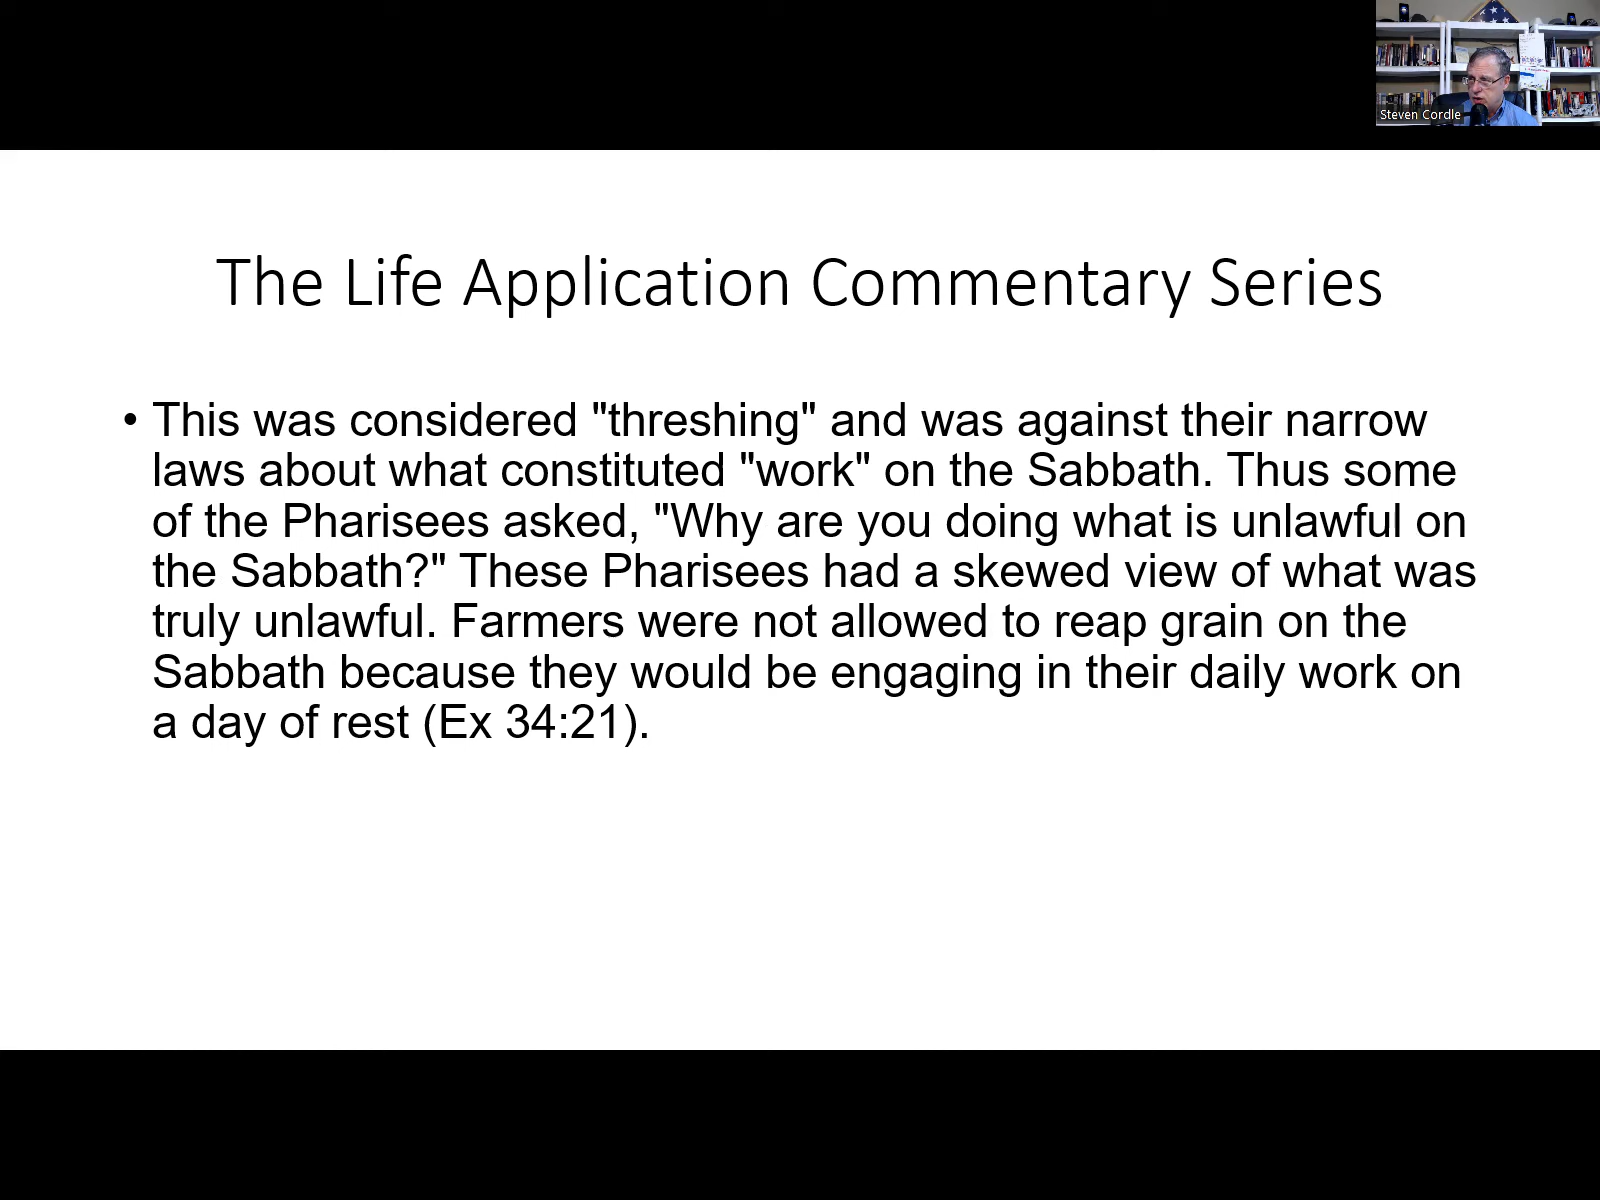 Steven Cordle
The Life Application Commentary Series
• This was considered "threshing" and was against their narrow
laws about what constituted "work" on the Sabbath. Thus some
of the Pharisees asked, "Why are you doing what is unlawful on
the Sabbath?" These Pharisees had a skewed view of what was
truly unlawful. Farmers were not allowed to reap grain on the
Sabbath because they would be engaging in their daily work on
a day of rest (Ex 34:21).